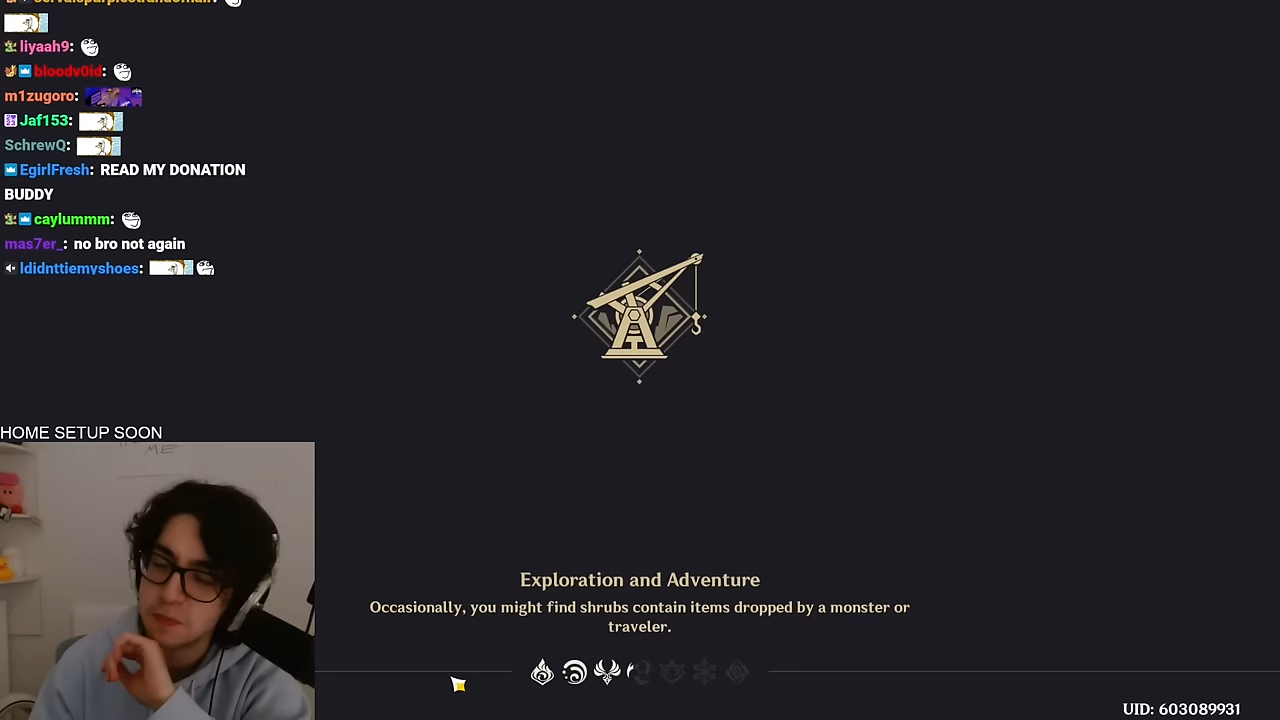 liyaah9:
bloodv0id:
m1zugoro:
Jaf153:
SchrewQ:
EgirlFresh: READ MY DONATION
BUDDY
caylummm:
mas7er_: no bro not again
ldidnttiemyshoes:
HOME SETUP SOON
ME
Exploration and Adventure
Occasionally, you might find shrubs contain items dropped by a monster or
traveler.
UID: 603089931